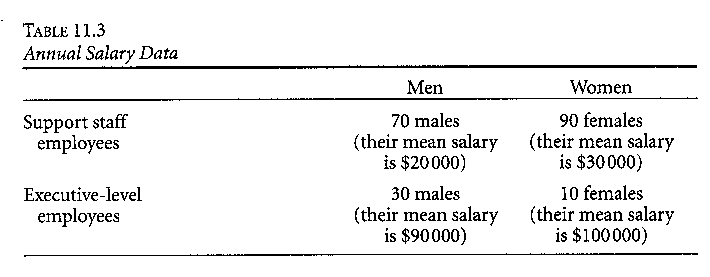 TABLE 11.3
Annual Salary Data
Men Women
Support staff 70 males 90 females
employees (their mean salary (their mean salary
is $20000) is $30000)
Executive-level 30 males 10 females
employees (their mean salary (their mean salary
is $90000) is $100000)